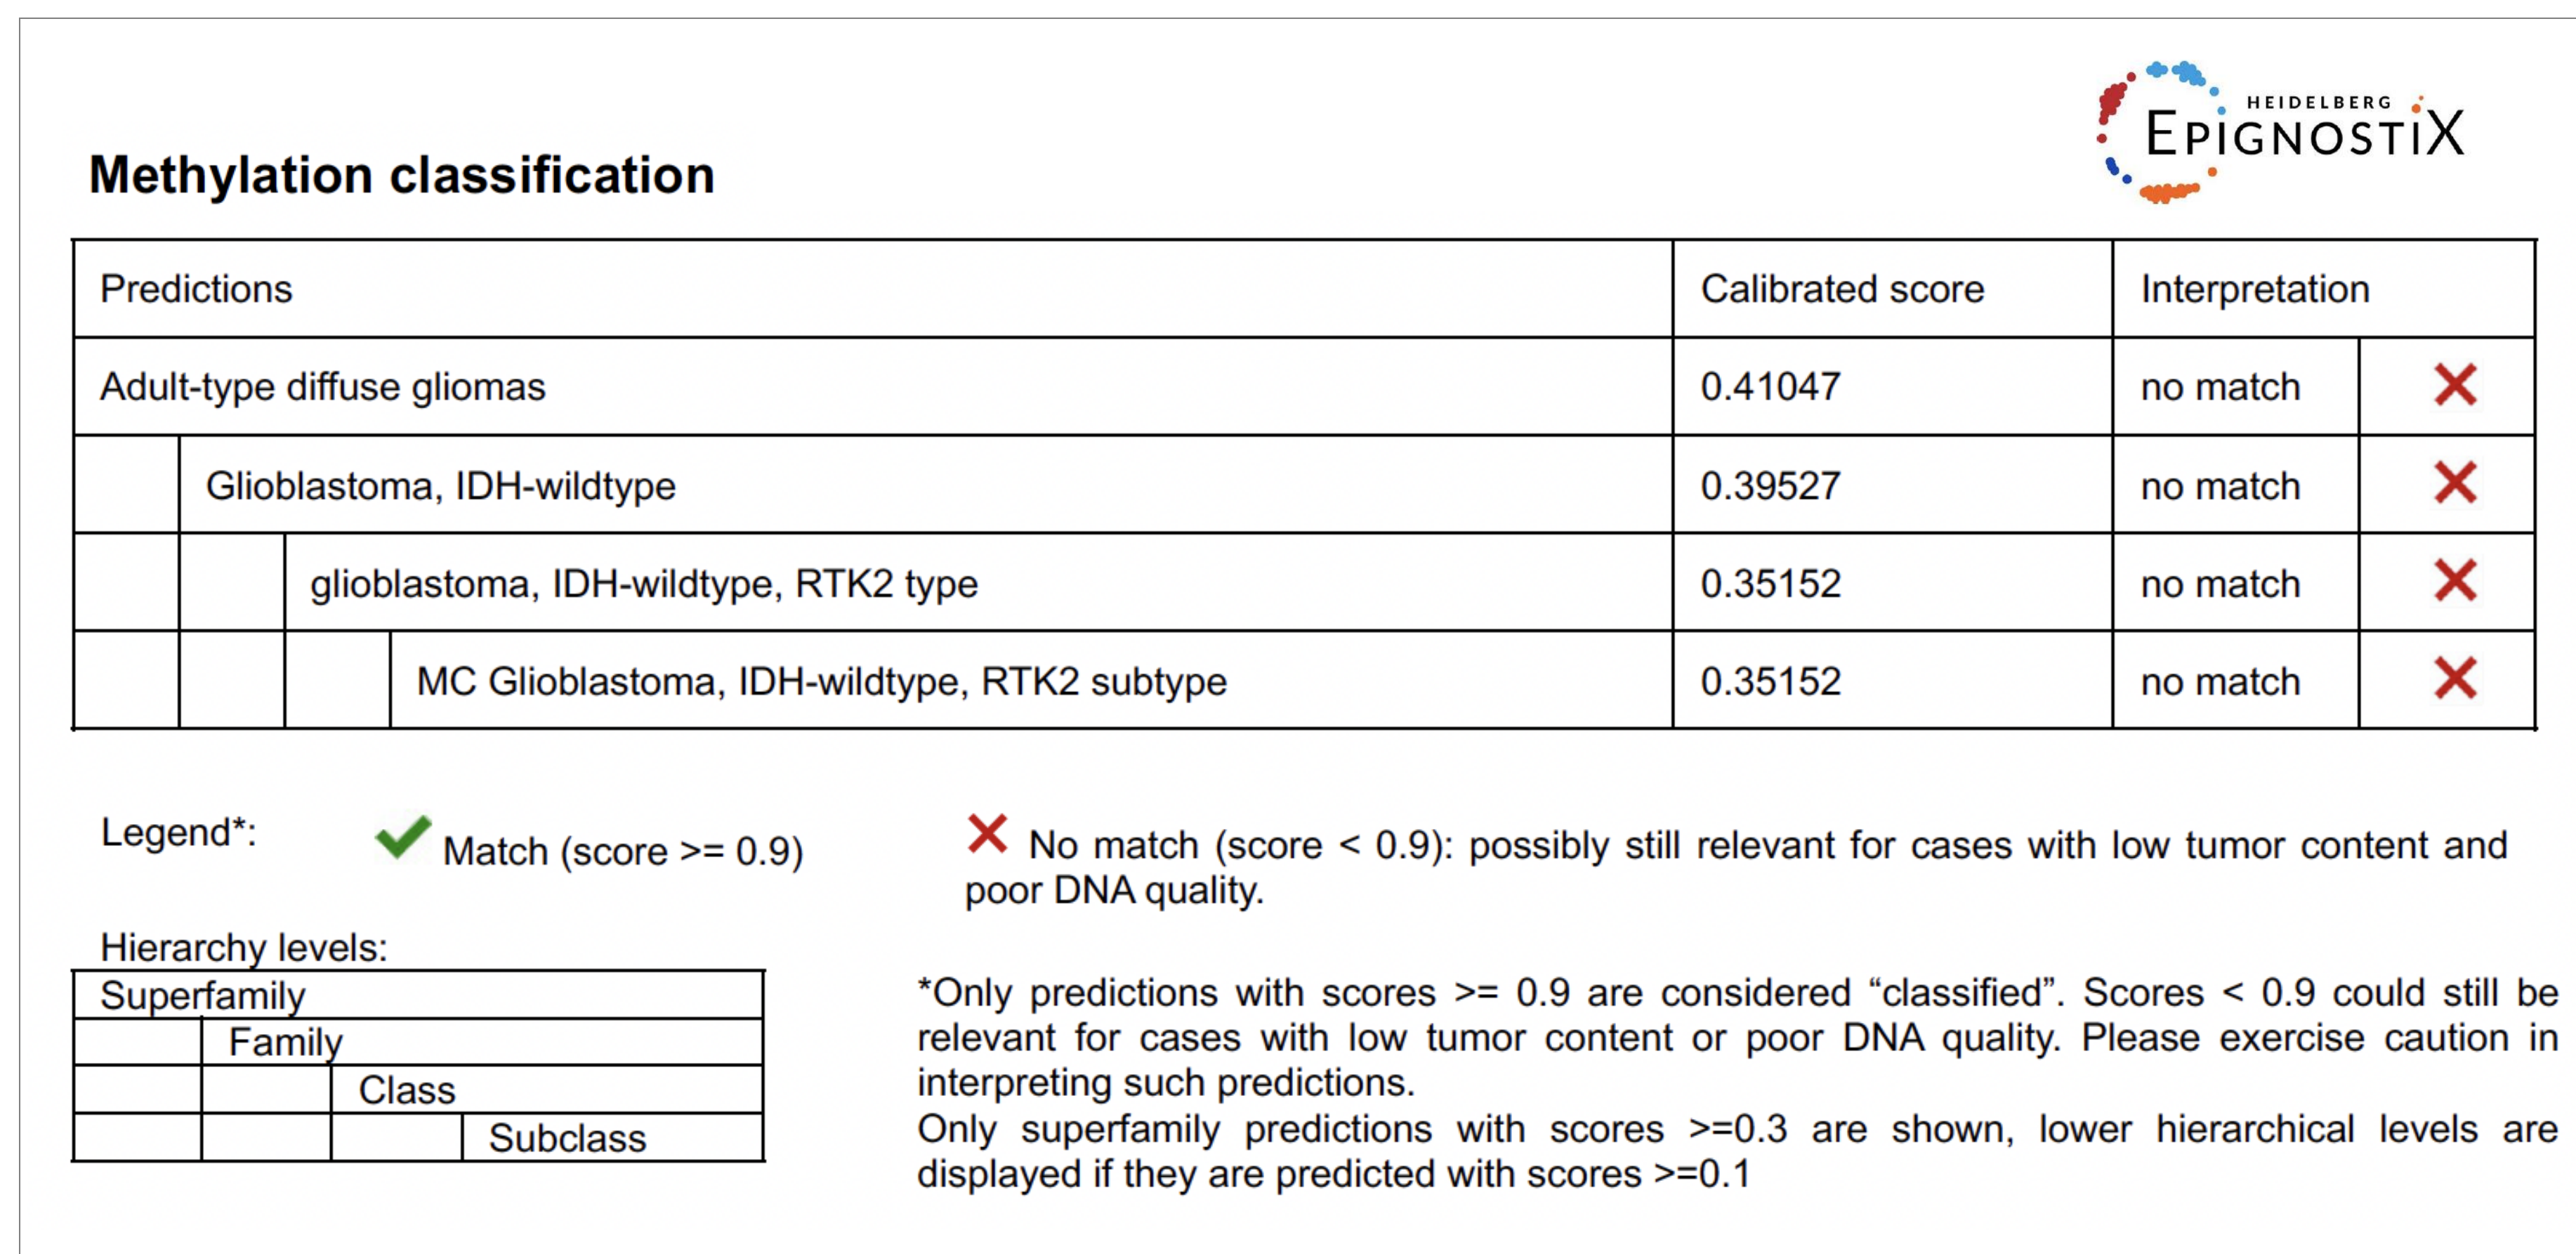 HEIDELBERG
EPIGNOSTiX
Methylation classification
Predictions Calibrated score Interpretation
Adult-type diffuse gliomas 0.41047 no match
Glioblastoma, IDH-wildtype 0.39527 no match
glioblastoma, IDH-wildtype, RTK2 type 0.35152 no match
MC Glioblastoma, IDH-wildtype, RTK2 subtype 0.35152 no match
Legend*:
Match (score >= 0.9)
No match (score < 0.9): possibly still relevant for cases with low tumor content and
poor DNA quality.
Hierarchy levels:
Superfamily
Family
Class
Subclass
*Only predictions with scores >= 0.9 are considered “classified”. Scores < 0.9 could still be
relevant for cases with low tumor content or poor DNA quality. Please exercise caution in
interpreting such predictions.
Only superfamily predictions with scores >=0.3 are shown, lower hierarchical levels are
displayed if they are predicted with scores >=0.1